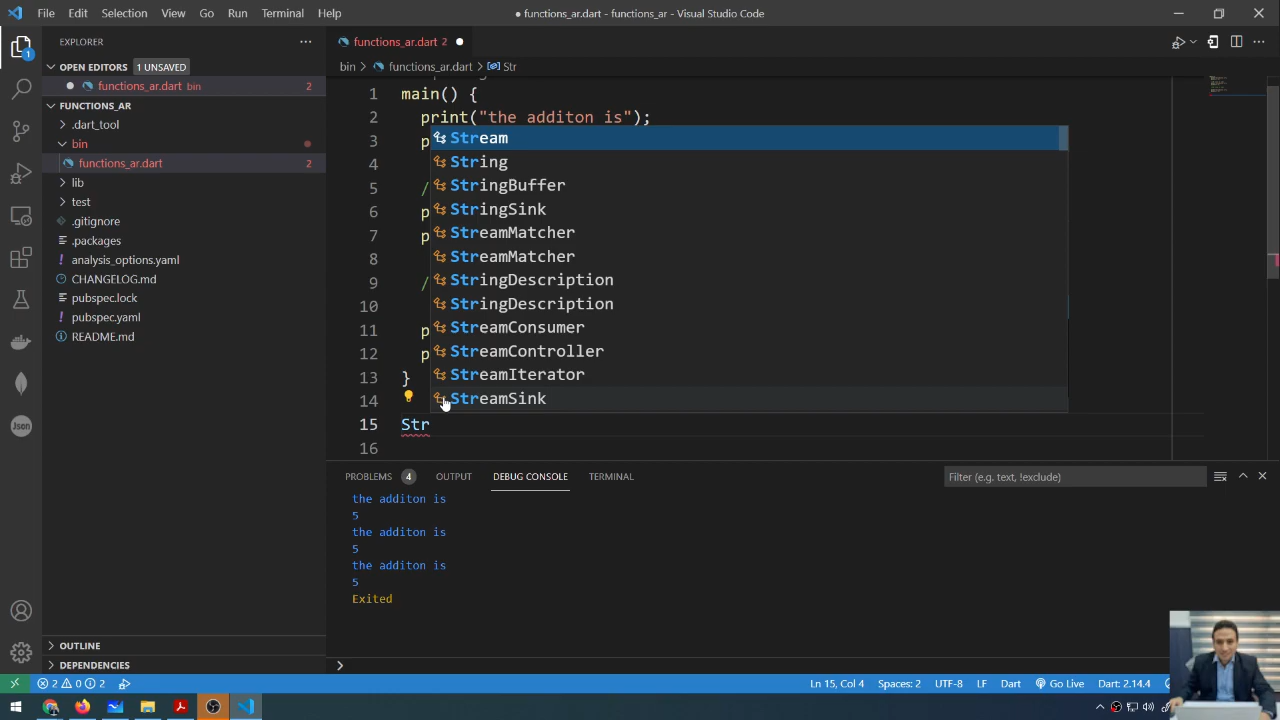 File Edit Selection View Go Run Terminal Help
● functions_ar.dart - functions_ar - Visual Studio Code
EXPLORER
OPEN EDITORS 1 UNSAVED
functions_ar.dart bin 2
FUNCTIONS_AR
.dart_tool
bin
functions_ar.dart 2
lib
test
.gitignore
.packages
analysis_options.yaml
CHANGELOG.md
pubspec.lock
pubspec.yaml
README.md
OUTLINE
DEPENDENCIES
functions_ar.dart 2
bin > functions_ar.dart > Str
1 main() {
2 print("the additon is");
3 p
4
5 /
6 p
7 p
8
9 /
10
11 p
12 p
13 }
14
15 Str
16
Stream
String
StringBuffer
StringSink
StreamMatcher
StreamMatcher
StringDescription
StringDescription
StreamConsumer
StreamController
StreamIterator
StreamSink
PROBLEMS 4 OUTPUT DEBUG CONSOLE TERMINAL
Filter (e.g. text, !exclude)
the additon is
5
the additon is
5
the additon is
5
Exited
1
Json
2 0 2
Ln 15, Col 4 Spaces: 2 UTF-8 LF Dart Go Live Dart: 2.14.4